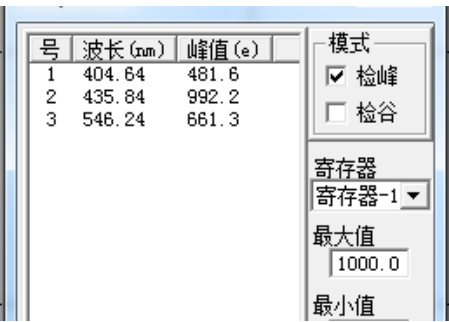 号 波长(nm) 峰值(e)
1 404.64 481.6
2 435.84 992.2
3 546.24 661.3
模式
检峰
检谷
寄存器
寄存器-1
最大值
1000.0
最小值